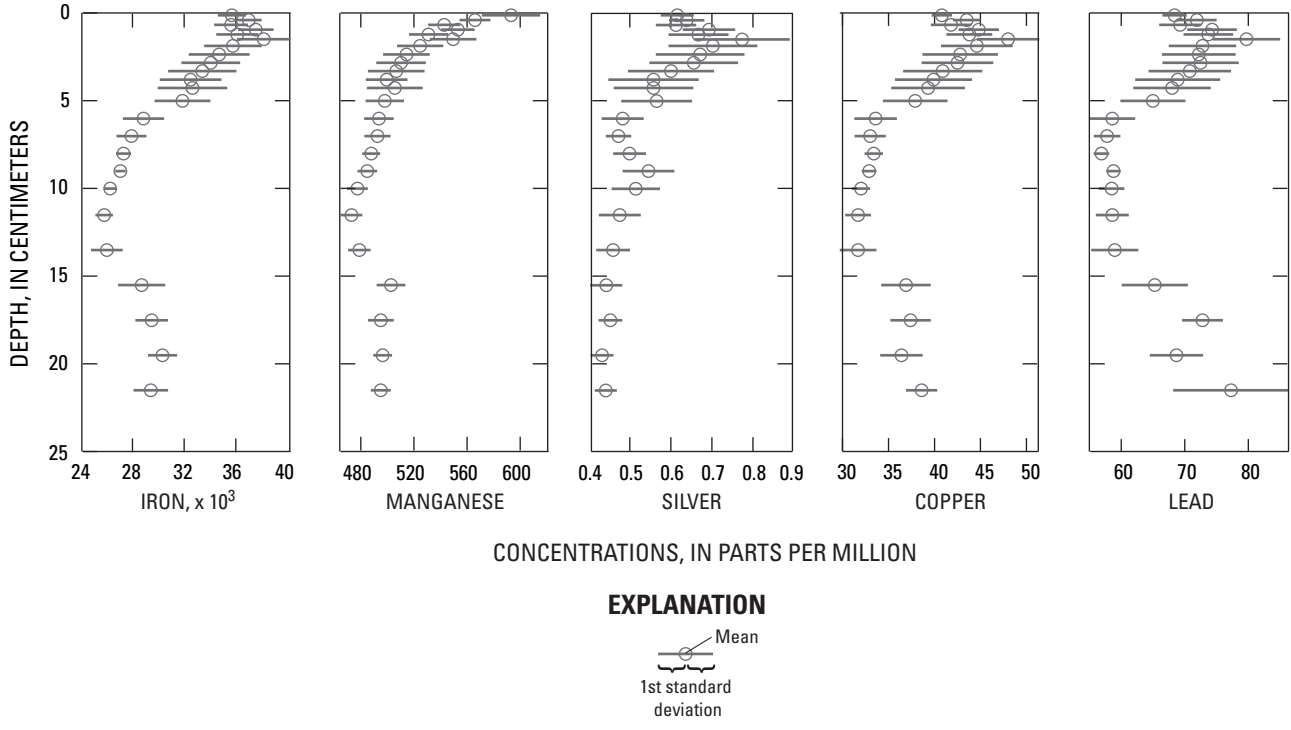 DEPTH, IN CENTIMETERS
0
5
10
15
20
25
24 28 32 36 40
IRON, x 10³
480 520 560 600
MANGANESE
0.4 0.5 0.6 0.7 0.8 0.9
SILVER
30 35 40 45 50
COPPER
60 70 80
LEAD
CONCENTRATIONS, IN PARTS PER MILLION
EXPLANATION
Mean
1st standard
deviation